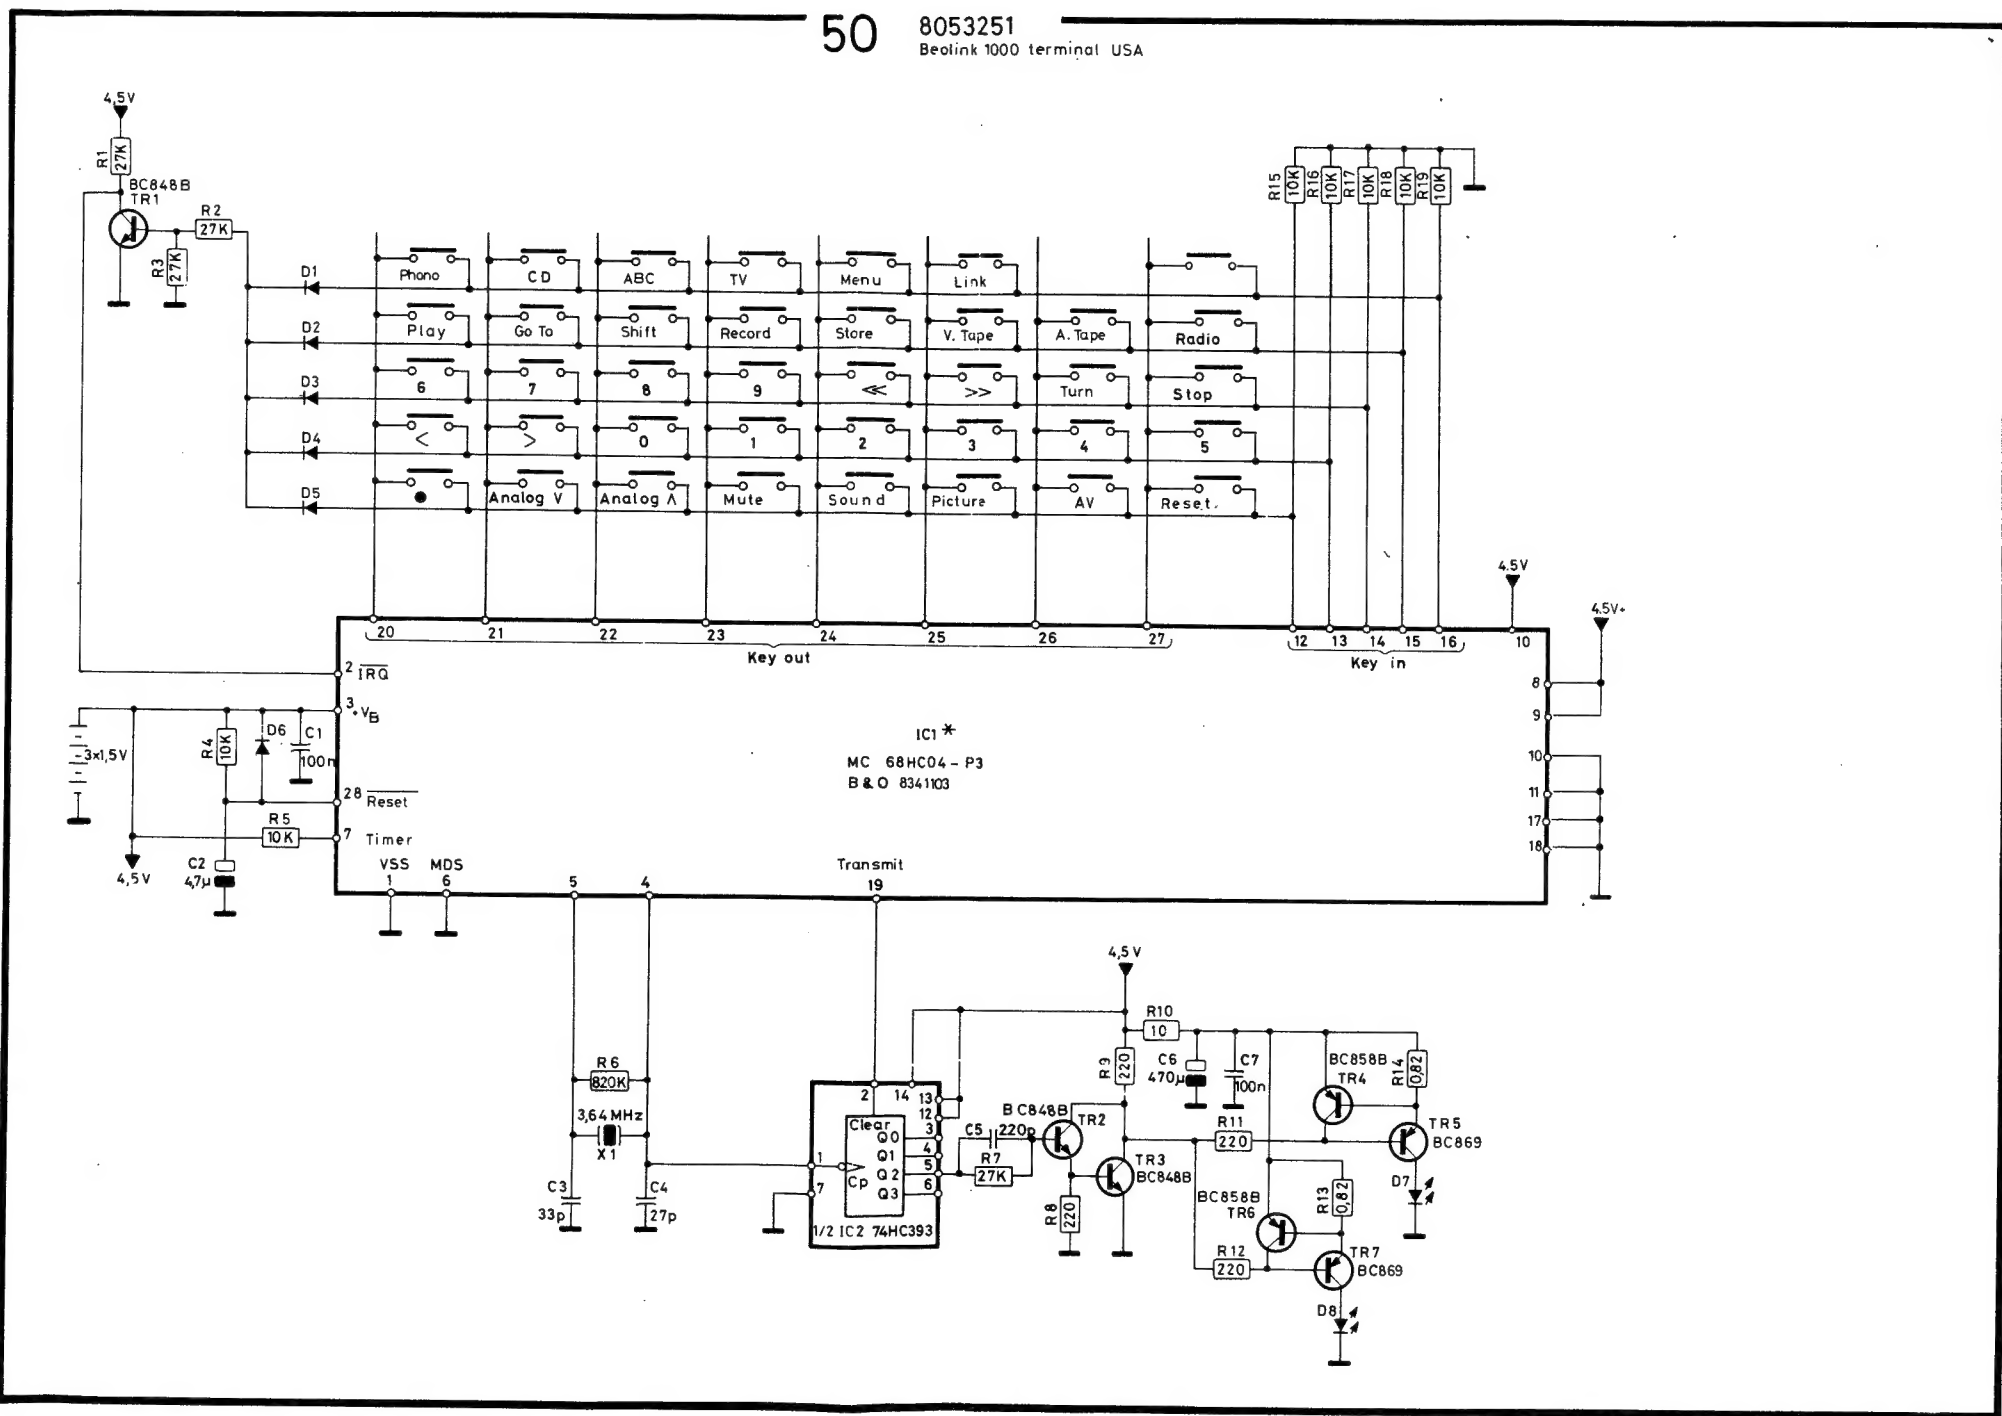 50
8053251
Beolink 1000 terminal USA
4,5V
R1
27K
BC848B
TR1
R2
27K
R3
27K
R15
10K
R16
10K
R17
10K
R18
10K
R19
10K
D1
Phono
CD
ABC
TV
Menu
Link
D2
Play
Go To
Shift
Record
Store
V. Tape
A. Tape
Radio
D3
6
7
8
9
<<
>>
Turn
Stop
D4
<
>
0
1
2
3
4
5
D5
●
Analog V
Analog Λ
Mute
Sound
Picture
AV
Reset
4.5V
4.5V+
20
21
22
23
24
25
26
27
12
13
14
15
16
10
Key out
Key in
2 IRQ
3 +VB
8
9
10
11
17
18
3x1,5V
R4
10K
D6
C1
100n
28 Reset
R5
10K
7 Timer
4,5V
C2
4,7µ
VSS
1
MDS
6
5
4
IC1*
MC 68HC04-P3
B&O 8341103
Transmit
19
4,5V
R6
820K
3,64MHz
X1
C3
33p
C4
27p
2
14
13
12
Clear
Q0
3
Q1
4
Q2
5
Q3
6
1
Cp
7
1/2 IC2 74HC393
C5
220p
R7
27K
BC848B
TR2
R8
220
R9
220
TR3
BC848B
R10
10
C6
470µ
C7
100n
R11
220
R12
220
BC858B
TR4
R14
0,82
TR5
BC869
D7
BC858B
TR6
R13
0,82
TR7
BC869
D8